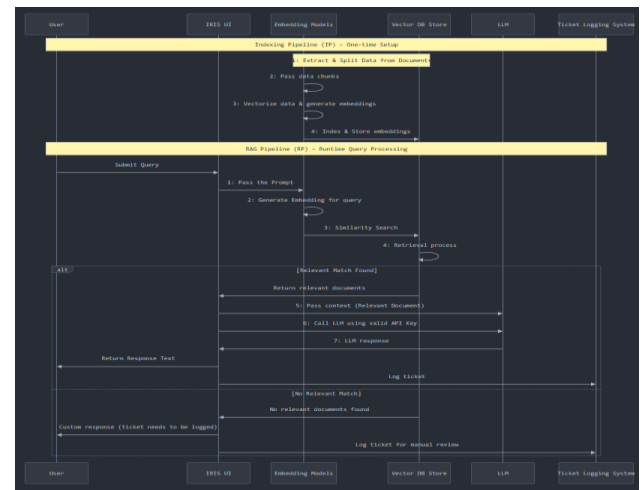 User IRIS UI Embedding Models Vector DB Store LLM Ticket Logging System
Indexing Pipeline (IP) - One-time Setup
1: Extract & Split Data from Documents
2: Pass data chunks
3: Vectorize data & generate embeddings
4: Index & Store embeddings
RAG Pipeline (RP) - Runtime Query Processing
Submit Query
1: Pass the Prompt
2: Generate Embedding for query
3: Similarity Search
4: Retrieval process
alt [Relevant Match Found]
Return relevant documents
5: Pass context (Relevant Document)
6: Call LLM using valid API Key
7: LLM response
Return Response Text
Log ticket
[No Relevant Match]
No relevant documents found
Custom response (ticket needs to be logged)
Log ticket for manual review
User IRIS UI Embedding Models Vector DB Store LLM Ticket Logging System